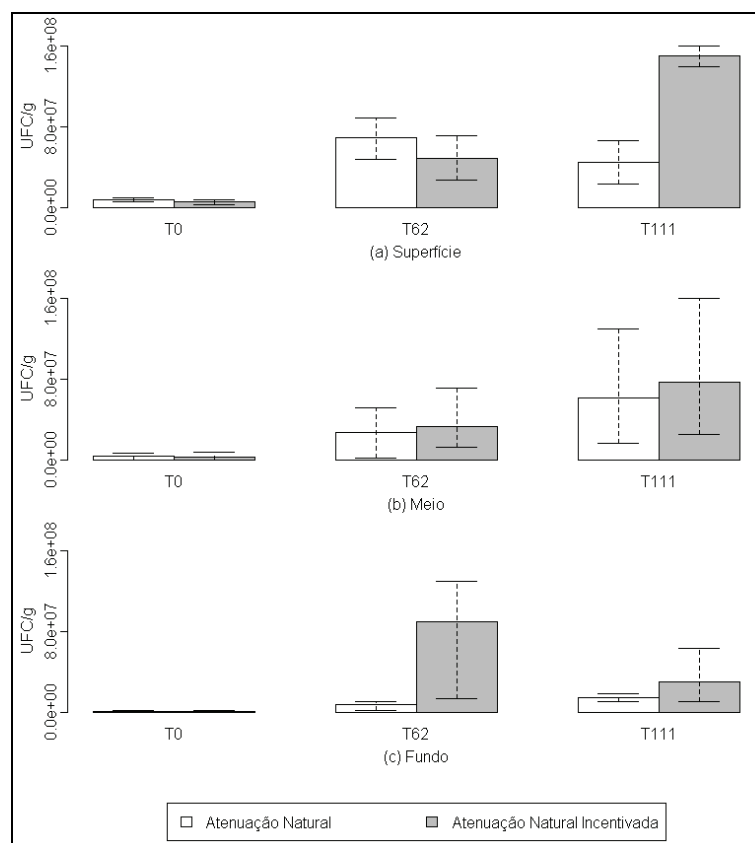 1.6e+08
8.0e+07
0.0e+00
UFC/g
T0 T62 T111
(a) Superfície
1.6e+08
8.0e+07
0.0e+00
UFC/g
T0 T62 T111
(b) Meio
1.6e+08
8.0e+07
0.0e+00
UFC/g
T0 T62 T111
(c) Fundo
Atenuação Natural Atenuação Natural Incentivada